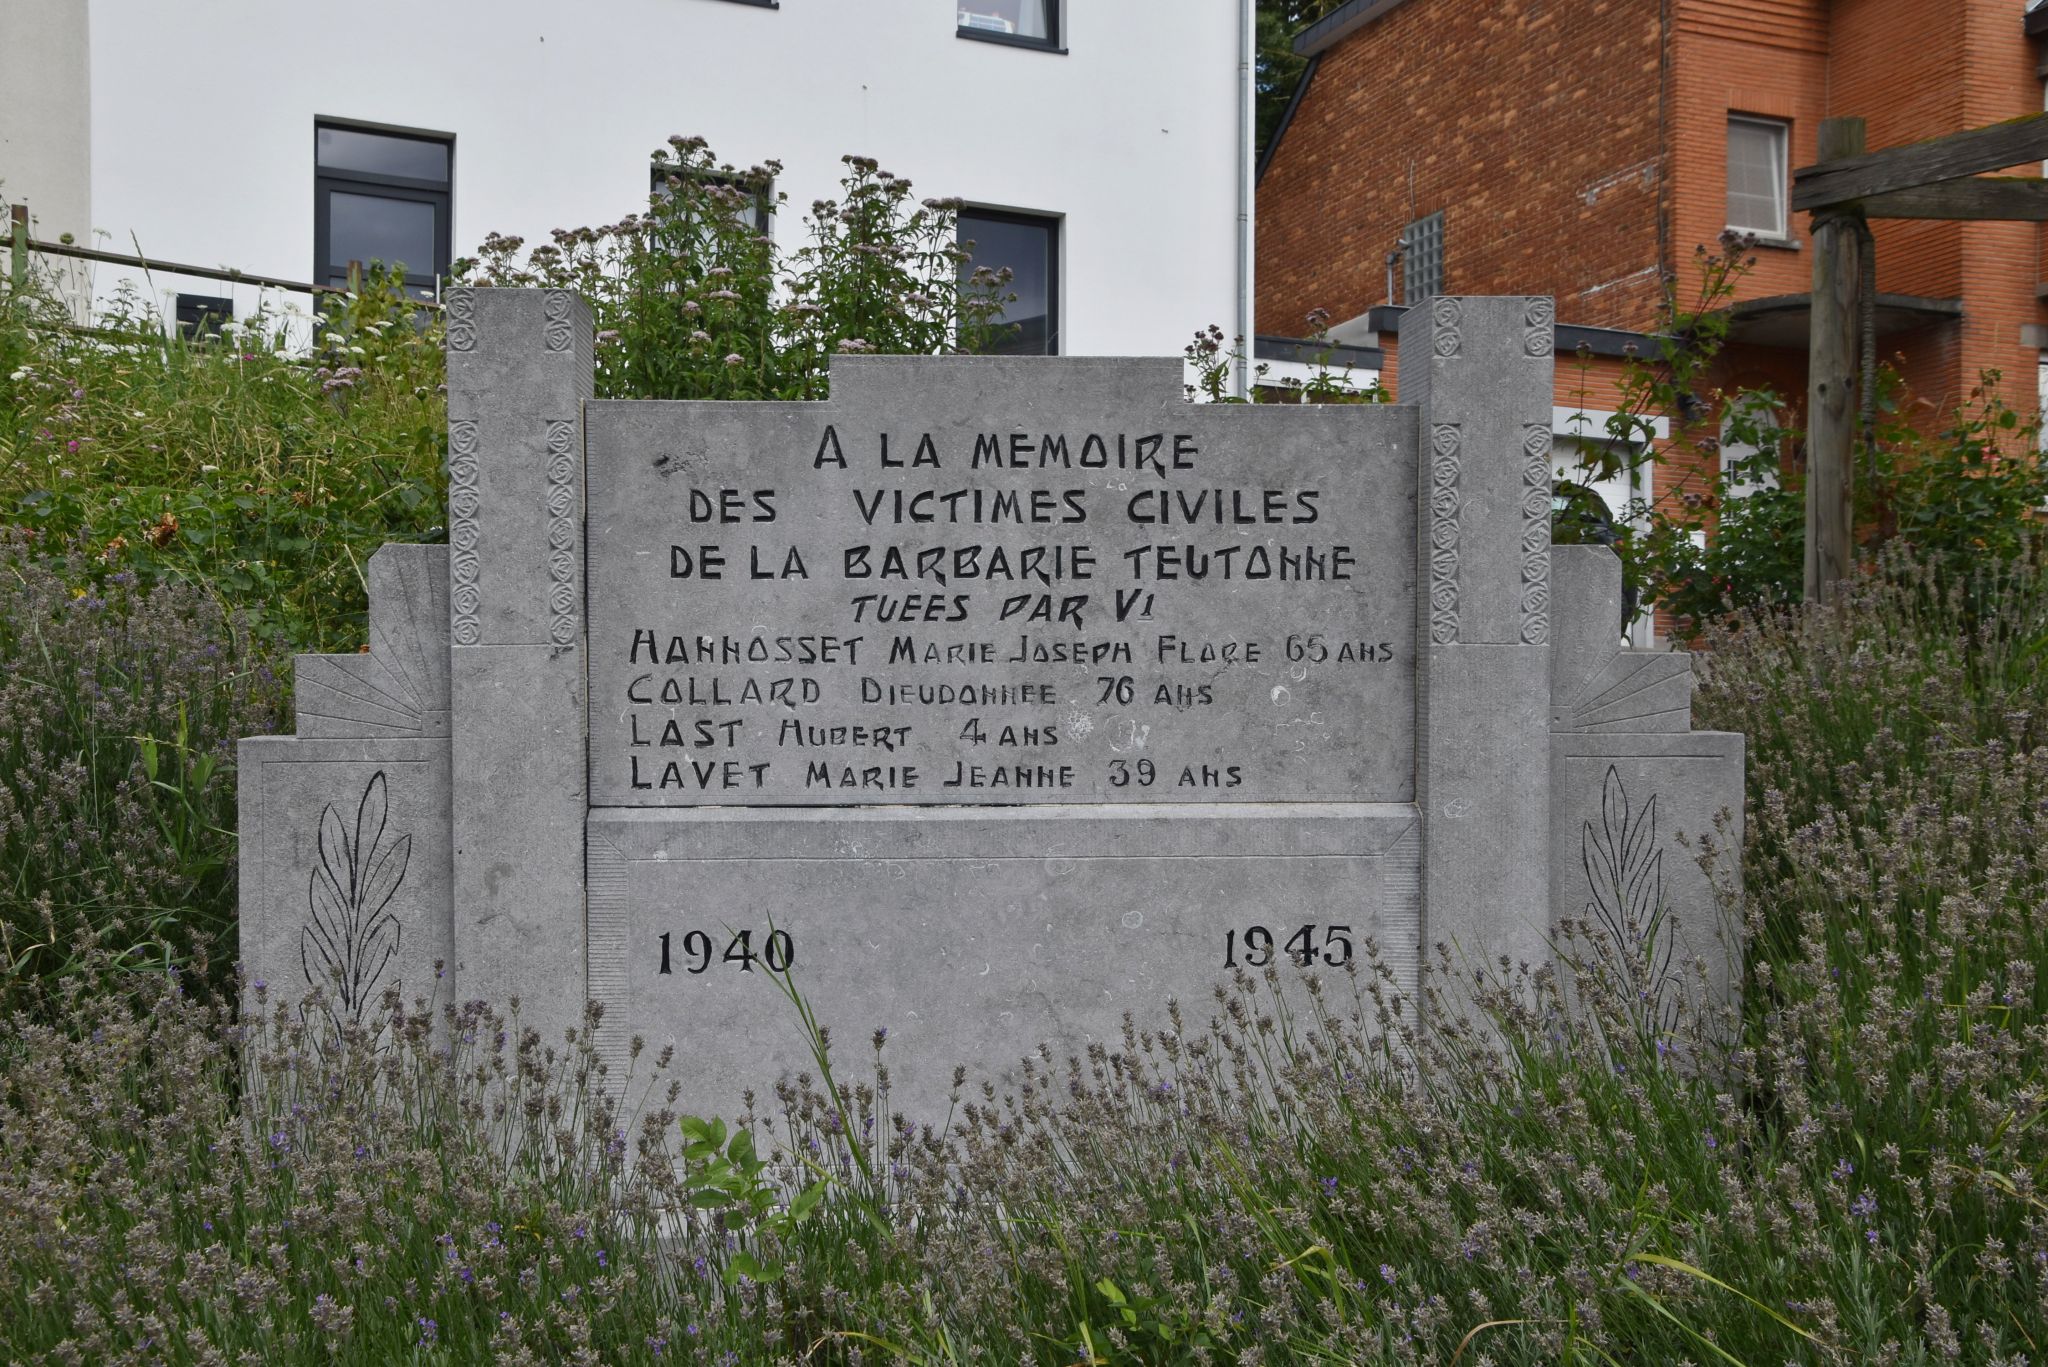 A LA MEMOIRE
DES VICTIMES CIVILES
DE LA BARBARIE TEUTONNE
TUEES PAR V1
HANNOSSET MARIE JOSEPH FLORE 65 ANS
COLLARD DIEUDONNEE 76 ANS
LAST HUBERT 4 ANS
LAVET MARIE JEANNE 39 ANS
1940 1945